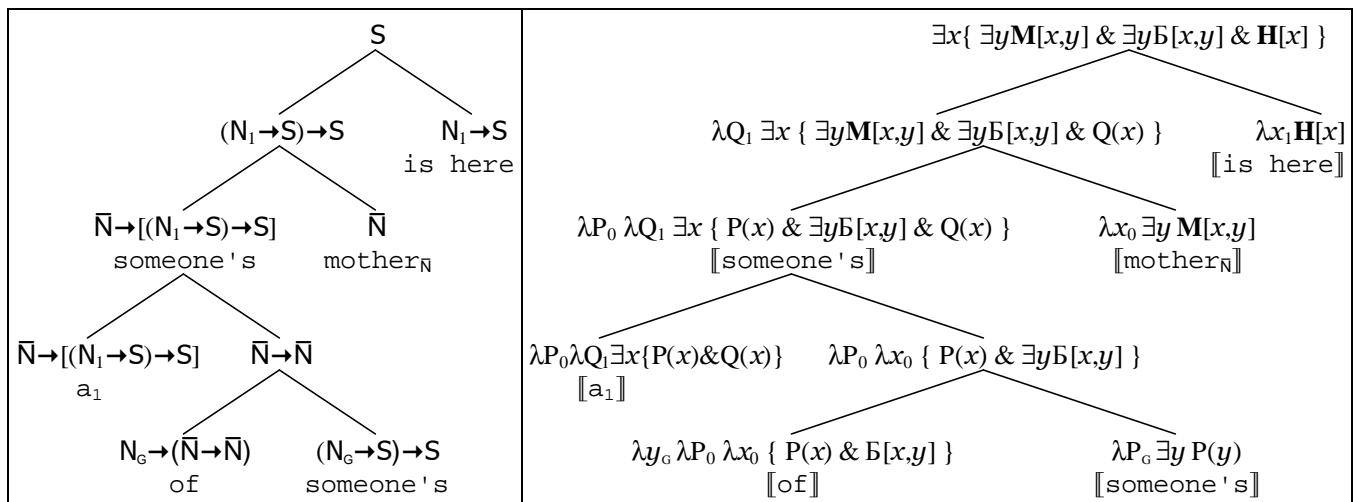 S
(N₁→S)→S N₁→S
is here
N̄→[(N₁→S)→S] N̄
someone's mother_N̄
N̄→[(N₁→S)→S] N̄→N̄
a₁
N_G→(N̄→N̄) (N_G→S)→S
of someone's
∃x{ ∃yM[x,y] & ∃yБ[x,y] & H[x] }
λQ₁ ∃x { ∃yM[x,y] & ∃yБ[x,y] & Q(x) } λx₁H[x]
⟦is here⟧
λP₀ λQ₁ ∃x { P(x) & ∃yБ[x,y] & Q(x) } λx₀ ∃y M[x,y]
⟦someone's⟧ ⟦mother_N̄⟧
λP₀λQ₁∃x{P(x)&Q(x)} λP₀ λx₀ { P(x) & ∃yБ[x,y] }
⟦a₁⟧
λy_G λP₀ λx₀ { P(x) & Б[x,y] } λP_G ∃y P(y)
⟦of⟧ ⟦someone's⟧